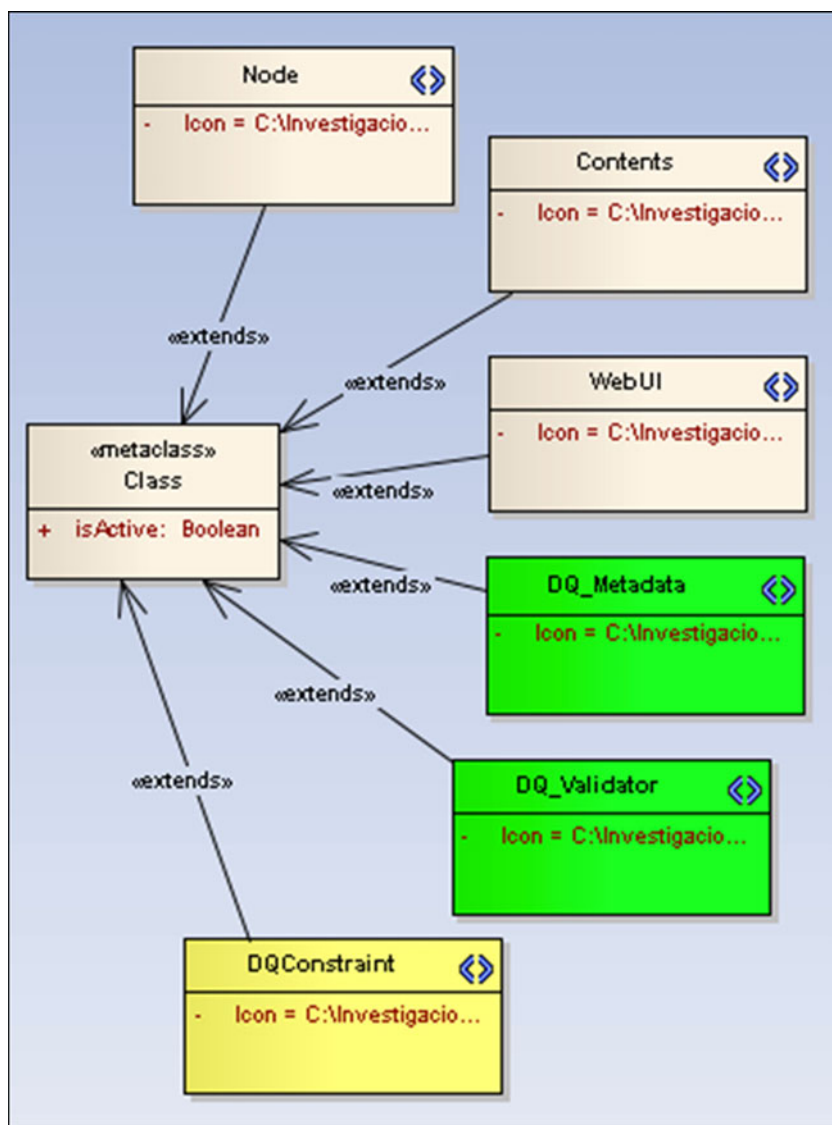 Node
- Icon = C:\Investigacio...
Contents
- Icon = C:\Investigacio...
«extends»
«extends»
WebUI
- Icon = C:\Investigacio...
«metaclass»
Class
+ isActive: Boolean
«extends»
DQ_Metadata
- Icon = C:\Investigacio...
«extends»
«extends»
DQ_Validator
- Icon = C:\Investigacio...
«extends»
DQConstraint
- Icon = C:\Investigacio...